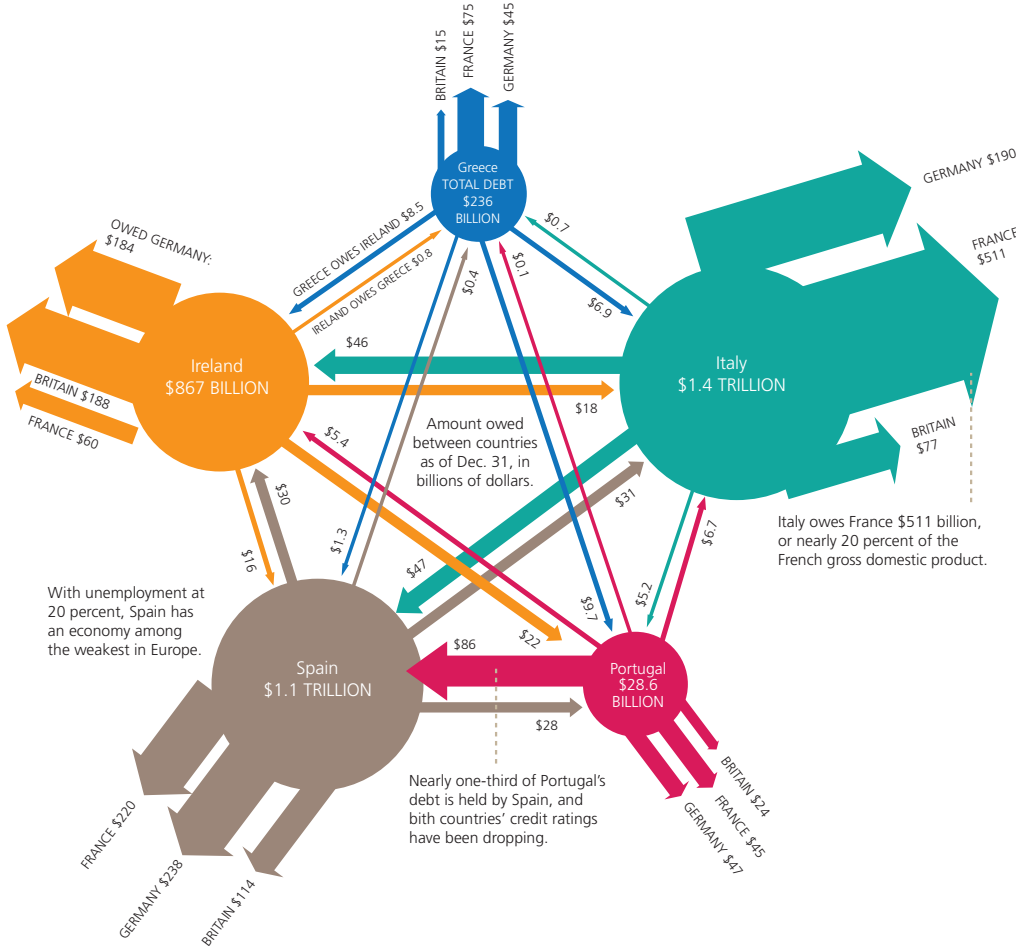 BRITAIN $15
FRANCE $75
GERMANY $45
Greece
TOTAL DEBT
$236
BILLION
GERMANY $190
FRANCE
$511
OWED GERMANY:
$184
GREECE OWES IRELAND $8.5
IRELAND OWES GREECE $0.8
$0.4
$0.1
$0.7
$6.9
Ireland
$867 BILLION
$46
$18
Italy
$1.4 TRILLION
BRITAIN $188
FRANCE $60
BRITAIN
$77
$5.4
Amount owed
between countries
as of Dec. 31, in
billions of dollars.
$30
$16
$1.3
$47
$31
$6.7
$5.2
$9.7
$22
Italy owes France $511 billion,
or nearly 20 percent of the
French gross domestic product.
With unemployment at
20 percent, Spain has
an economy among
the weakest in Europe.
Spain
$1.1 TRILLION
$86
$28
Portugal
$28.6
BILLION
Nearly one-third of Portugal’s
debt is held by Spain, and
bith countries’ credit ratings
have been dropping.
BRITAIN $24
FRANCE $45
GERMANY $47
FRANCE $220
GERMANY $238
BRITAIN $114